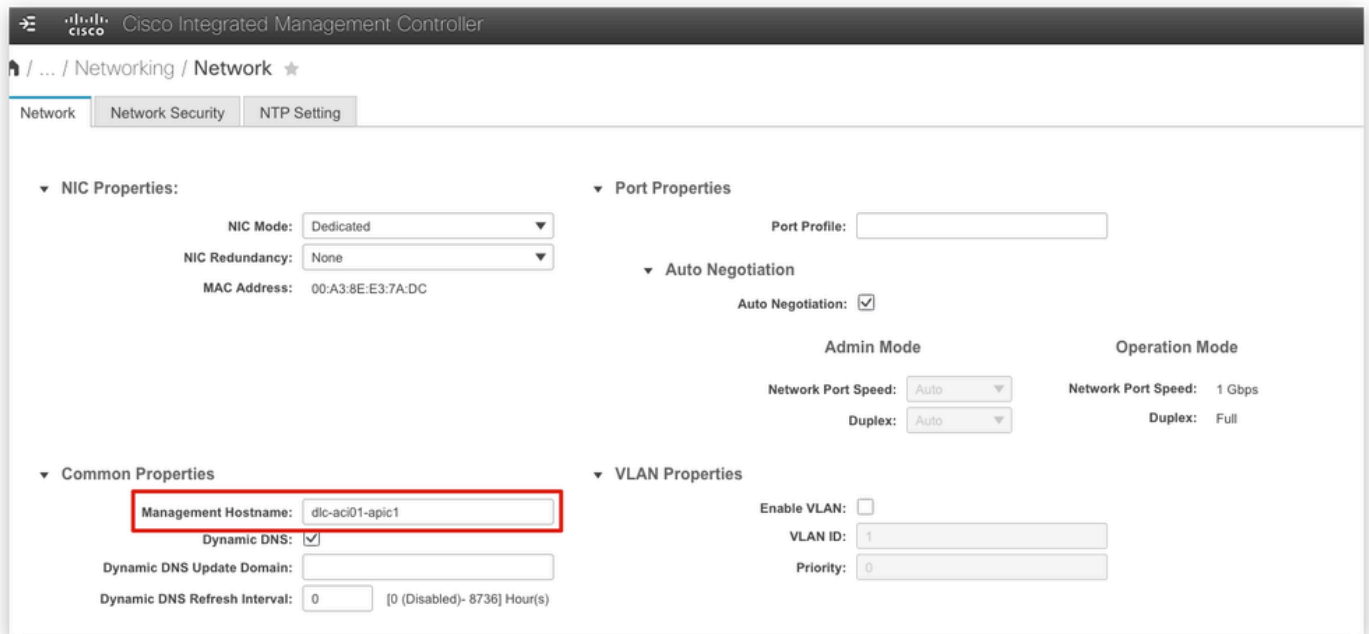 cisco Cisco Integrated Management Controller
/ ... / Networking / Network
Network Network Security NTP Setting
NIC Properties:
NIC Mode: Dedicated
NIC Redundancy: None
MAC Address: 00:A3:8E:E3:7A:DC
Port Properties
Port Profile:
Auto Negotiation
Auto Negotiation:
Admin Mode Operation Mode
Network Port Speed: Auto Network Port Speed: 1 Gbps
Duplex: Auto Duplex: Full
Common Properties
Management Hostname: dlc-aci01-apic1
Dynamic DNS:
Dynamic DNS Update Domain:
Dynamic DNS Refresh Interval: 0 [0 (Disabled)- 8736] Hour(s)
VLAN Properties
Enable VLAN:
VLAN ID: 1
Priority: 0